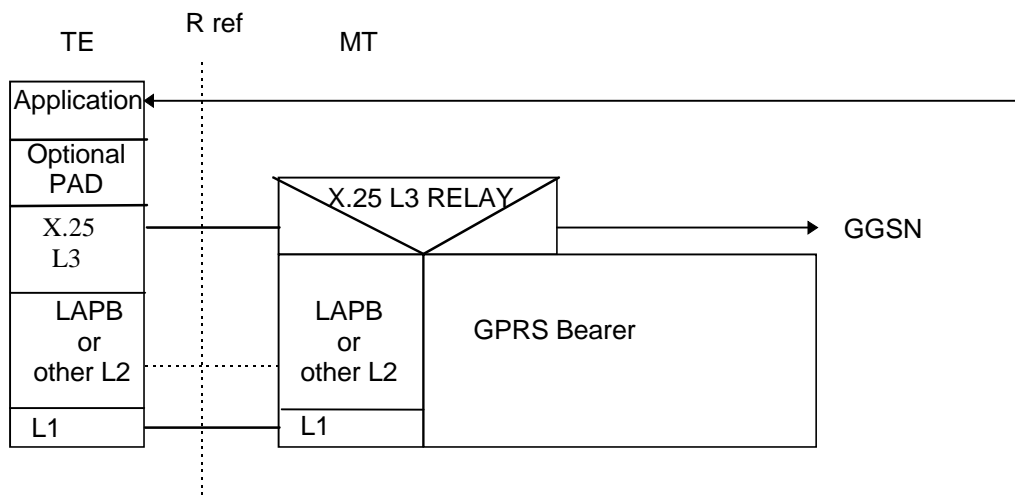 R ref
TE
MT
Application
Optional
PAD
X.25
L3
LAPB
or
other L2
L1
X.25 L3 RELAY
GGSN
LAPB
or
other L2
L1
GPRS Bearer